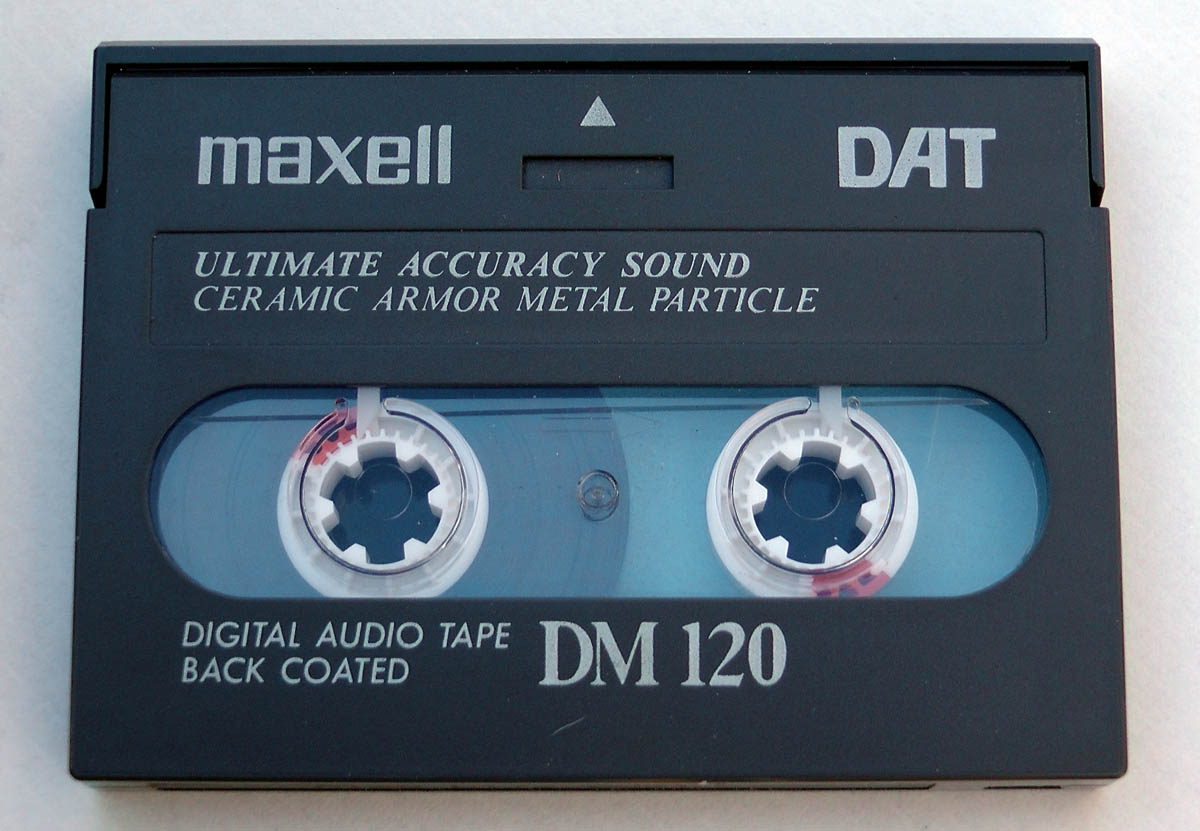 maxell
DAT
ULTIMATE ACCURACY SOUND
CERAMIC ARMOR METAL PARTICLE
DIGITAL AUDIO TAPE
BACK COATED
DM 120